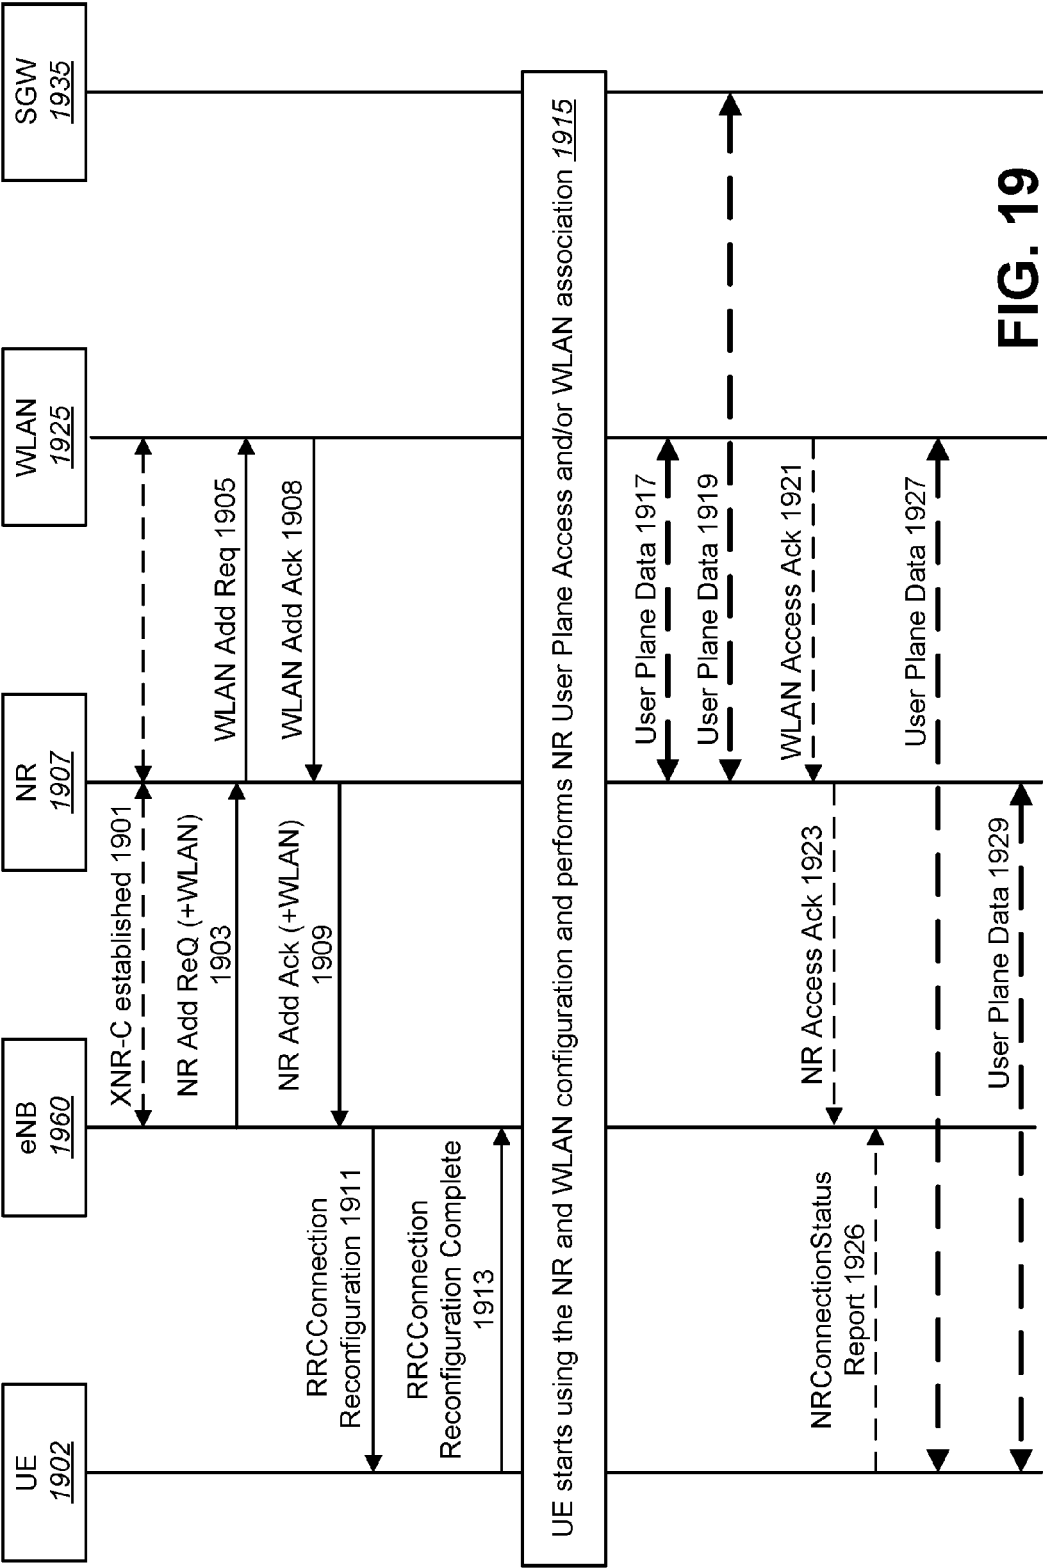 UE
1902
eNB
1960
NR
1907
WLAN
1925
SGW
1935
XNR-C established 1901
NR Add ReQ (+WLAN)
1903
WLAN Add Req 1905
WLAN Add Ack 1908
NR Add Ack (+WLAN)
1909
RRCConnection
Reconfiguration 1911
RRCConnection
Reconfiguration Complete
1913
UE starts using the NR and WLAN configuration and performs NR User Plane Access and/or WLAN association 1915
User Plane Data 1917
User Plane Data 1919
WLAN Access Ack 1921
NR Access Ack 1923
NRConnectionStatus
Report 1926
User Plane Data 1927
User Plane Data 1929
FIG. 19